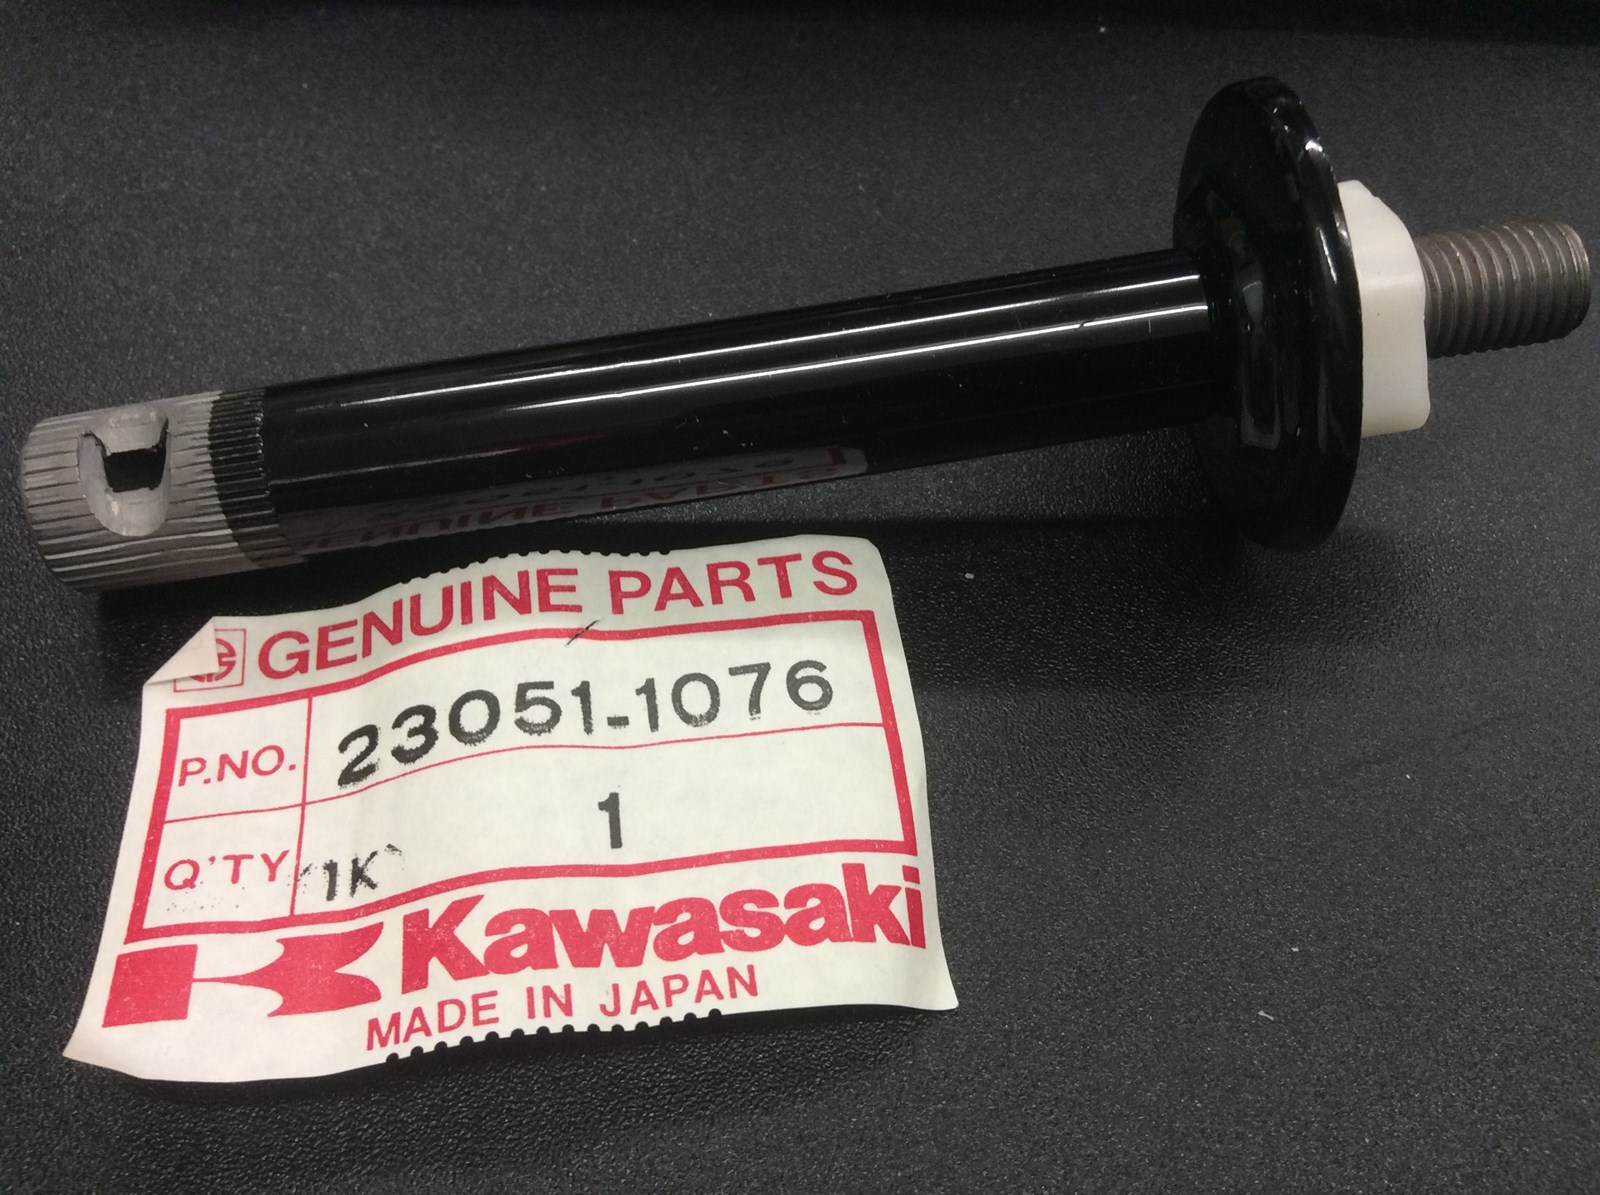 GENUINE PARTS
P.NO. 23051-1076
Q'TY 1
1K
Kawasaki
MADE IN JAPAN